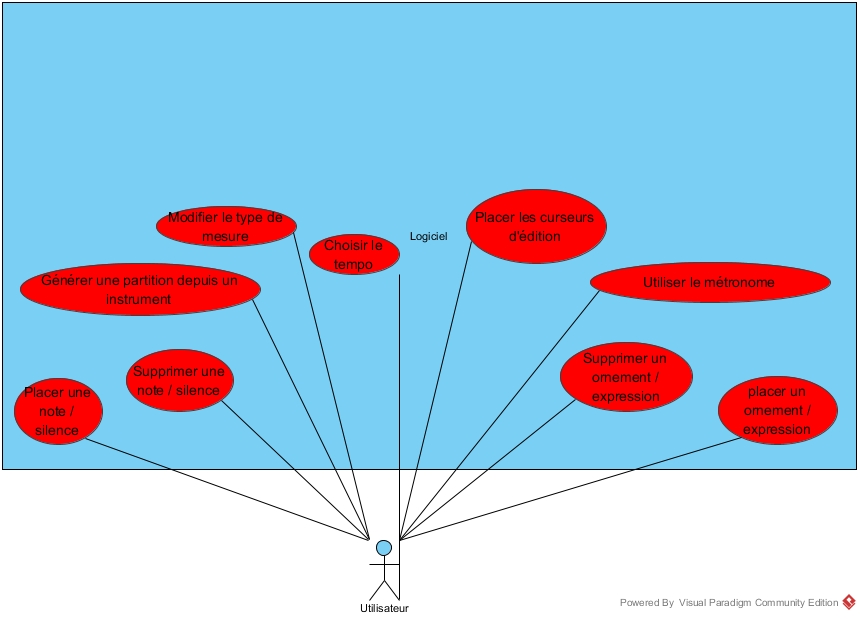 Modifier le type de
mesure
Choisir le
tempo
Logiciel
Placer les curseurs
d'édition
Générer une partition depuis un
instrument
Utiliser le métronome
Placer une
note /
silence
Supprimer une
note / silence
Supprimer un
ornement /
expression
placer un
ornement /
expression
Utilisateur
Powered By Visual Paradigm Community Edition